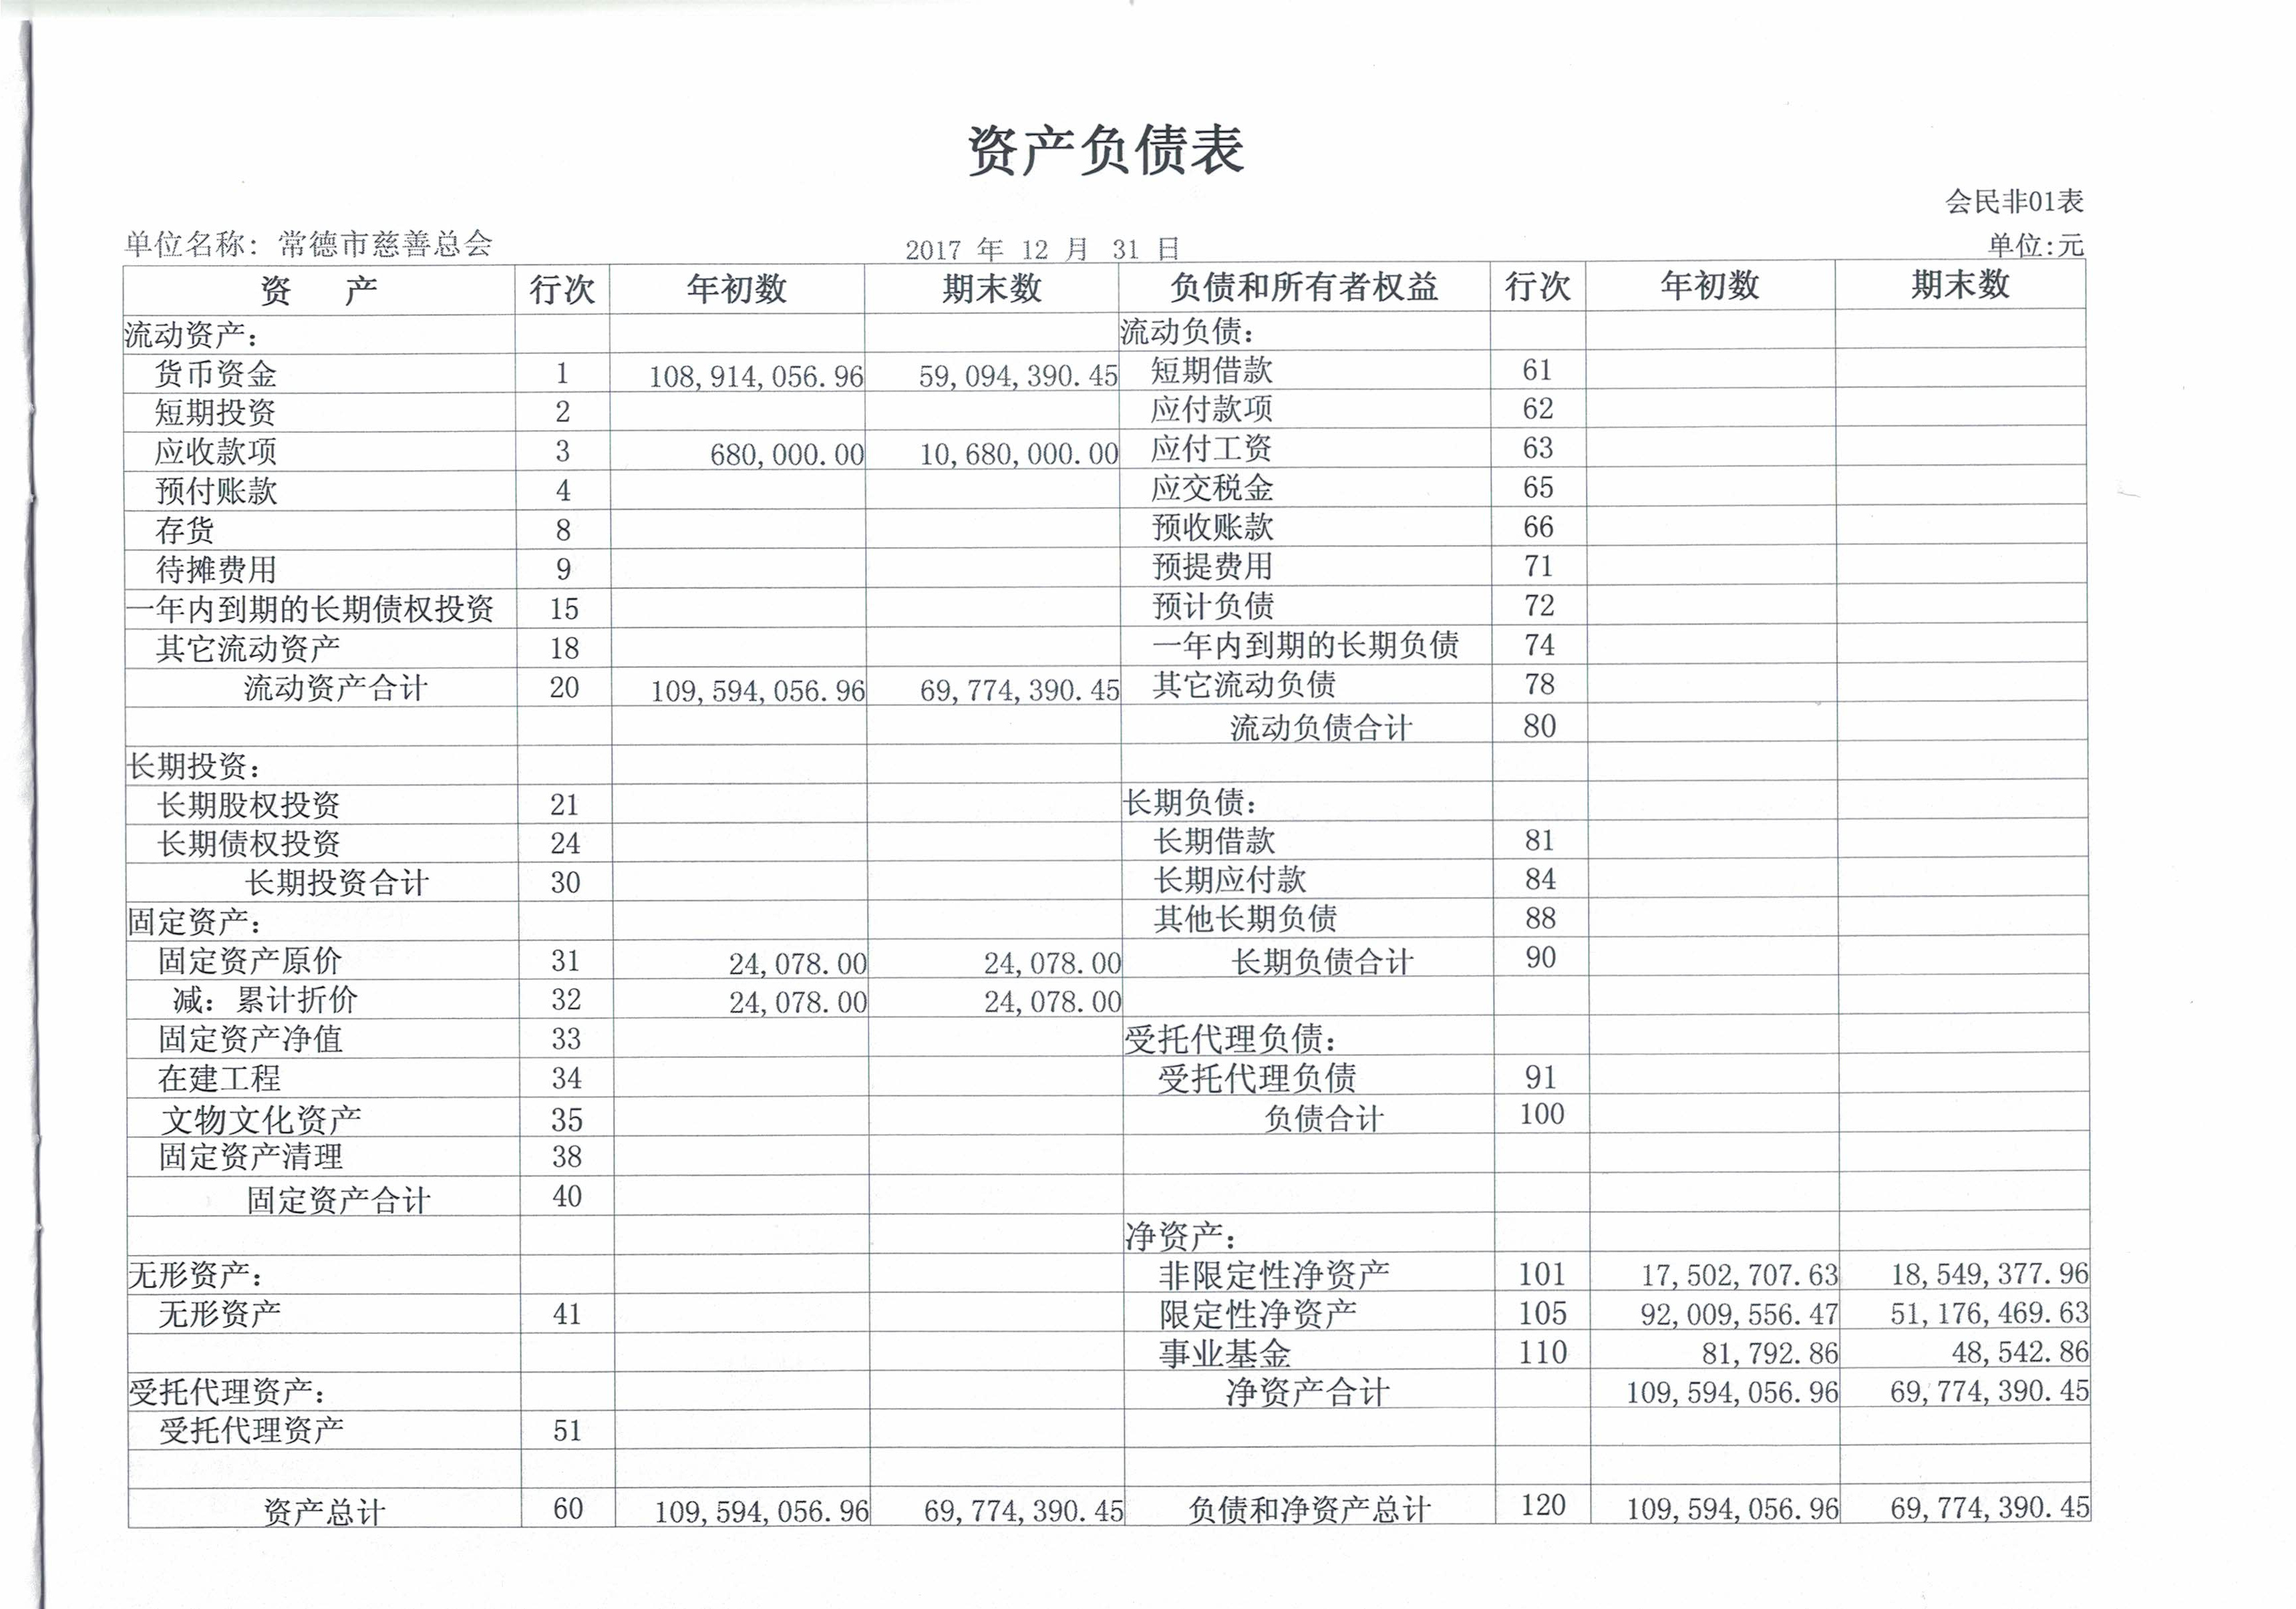 资产负债表
会民非01表
单位名称：常德市慈善总会 2017 年 12 月 31 日 单位:元
资 产 行次 年初数 期末数 负债和所有者权益 行次 年初数 期末数
流动资产： 流动负债：
货币资金 1 108,914,056.96 59,094,390.45 短期借款 61
短期投资 2 应付款项 62
应收款项 3 680,000.00 10,680,000.00 应付工资 63
预付账款 4 应交税金 65
存货 8 预收账款 66
待摊费用 9 预提费用 71
一年内到期的长期债权投资 15 预计负债 72
其它流动资产 18 一年内到期的长期负债 74
流动资产合计 20 109,594,056.96 69,774,390.45 其它流动负债 78
流动负债合计 80
长期投资：
长期股权投资 21 长期负债：
长期债权投资 24 长期借款 81
长期投资合计 30 长期应付款 84
固定资产： 其他长期负债 88
固定资产原价 31 24,078.00 24,078.00 长期负债合计 90
减：累计折价 32 24,078.00 24,078.00
固定资产净值 33 受托代理负债：
在建工程 34 受托代理负债 91
文物文化资产 35 负债合计 100
固定资产清理 38
固定资产合计 40
净资产：
无形资产： 非限定性净资产 101 17,502,707.63 18,549,377.96
无形资产 41 限定性净资产 105 92,009,556.47 51,176,469.63
事业基金 110 81,792.86 48,542.86
受托代理资产： 净资产合计 109,594,056.96 69,774,390.45
受托代理资产 51
资产总计 60 109,594,056.96 69,774,390.45 负债和净资产总计 120 109,594,056.96 69,774,390.45